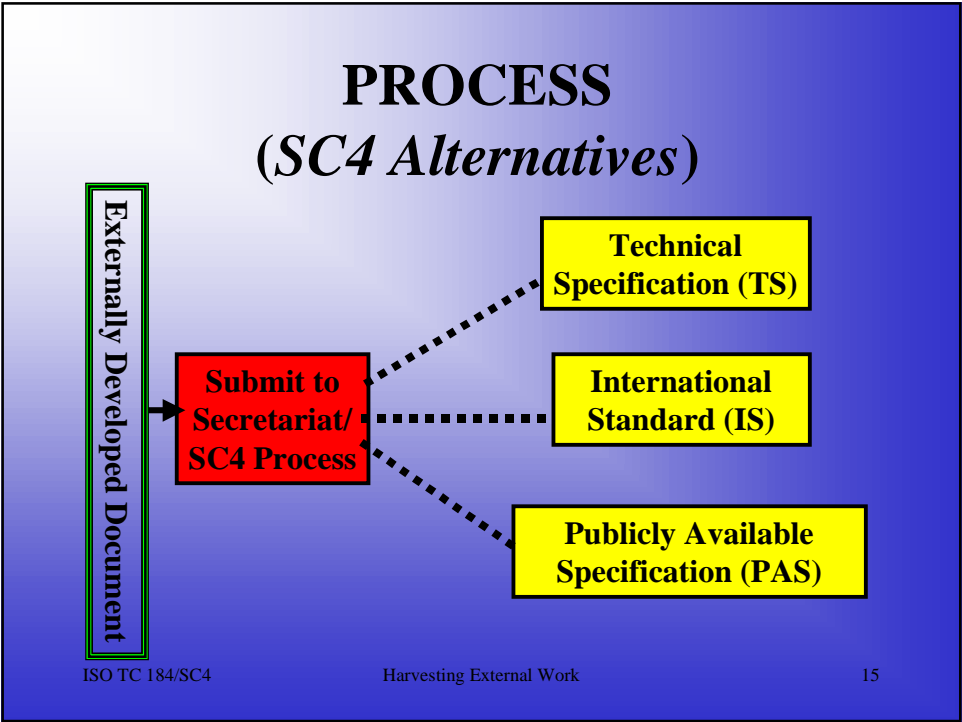 PROCESS
(SC4 Alternatives)
Externally Developed Document
Submit to
Secretariat/
SC4 Process
Technical
Specification (TS)
International
Standard (IS)
Publicly Available
Specification (PAS)
ISO TC 184/SC4
Harvesting External Work
15